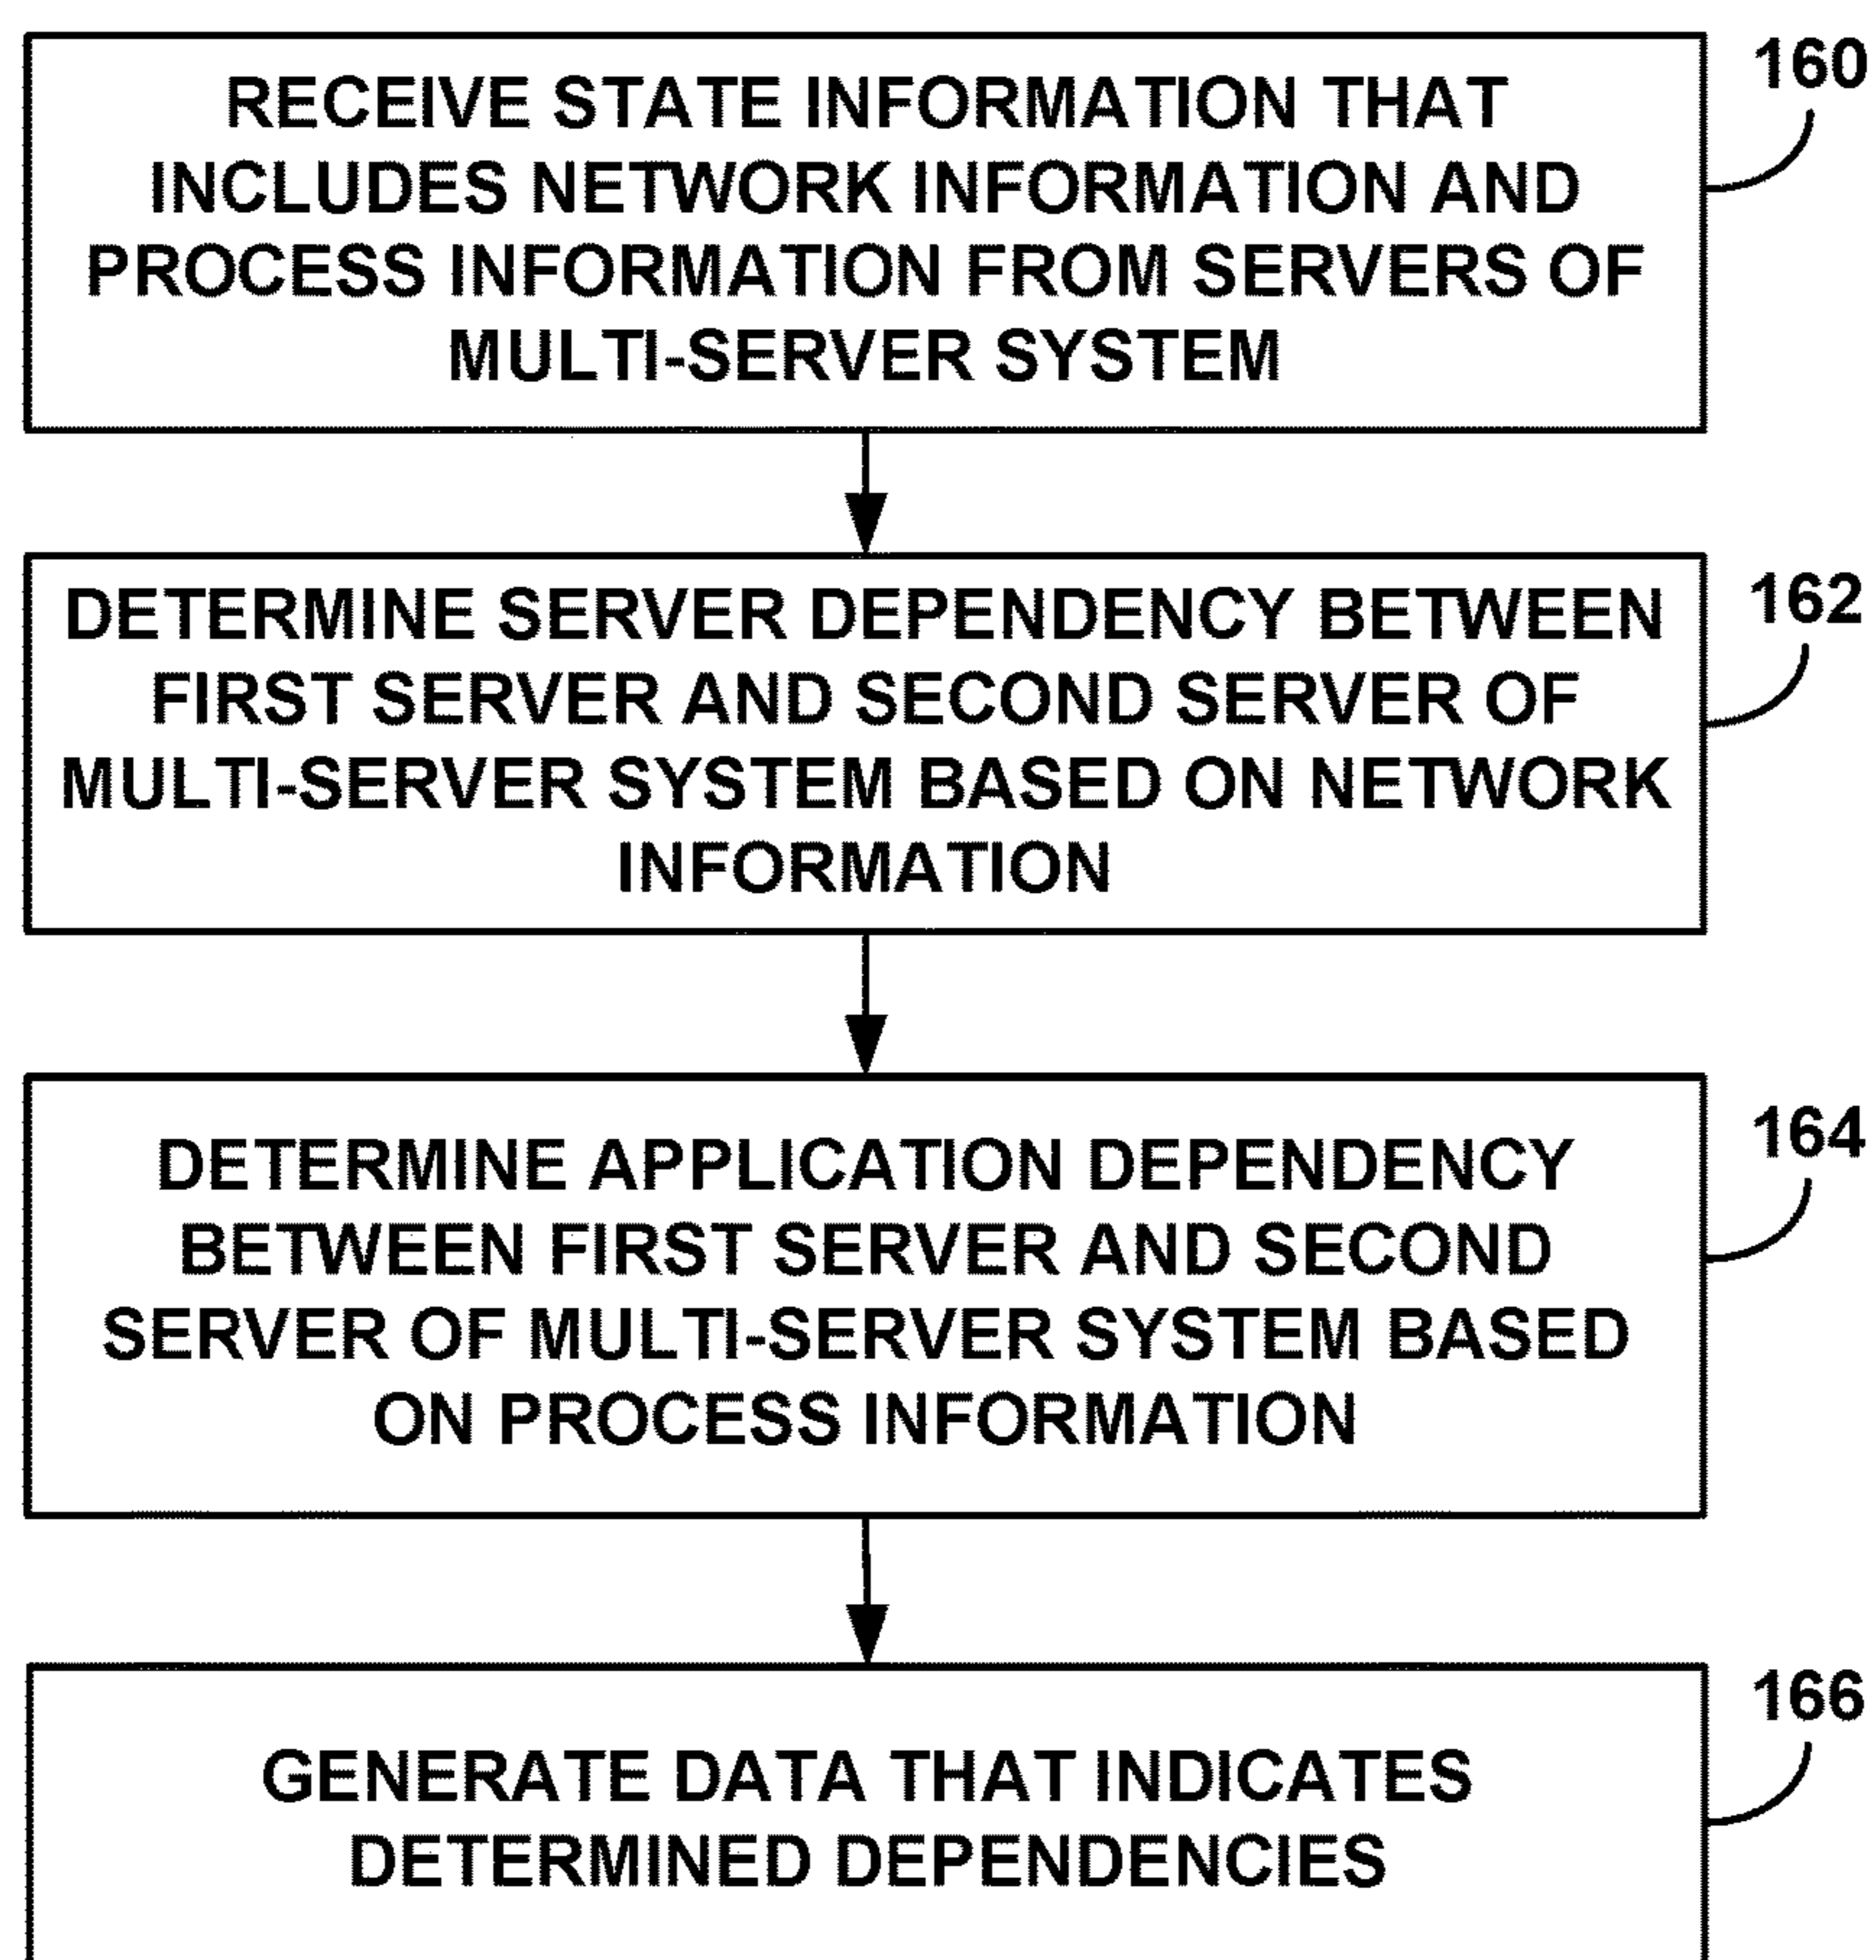 RECEIVE STATE INFORMATION THAT
INCLUDES NETWORK INFORMATION AND
PROCESS INFORMATION FROM SERVERS OF
MULTI-SERVER SYSTEM
160
DETERMINE SERVER DEPENDENCY BETWEEN
FIRST SERVER AND SECOND SERVER OF
MULTI-SERVER SYSTEM BASED ON NETWORK
INFORMATION
162
DETERMINE APPLICATION DEPENDENCY
BETWEEN FIRST SERVER AND SECOND
SERVER OF MULTI-SERVER SYSTEM BASED
ON PROCESS INFORMATION
164
GENERATE DATA THAT INDICATES
DETERMINED DEPENDENCIES
166